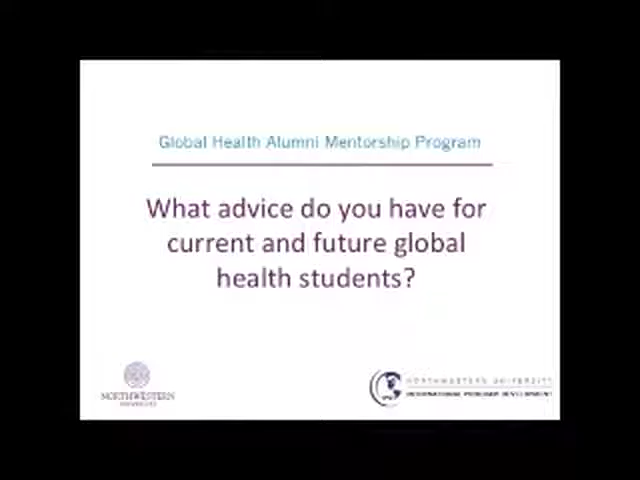 Global Health Alumni Mentorship Program
What advice do you have for
current and future global
health students?
NORTHWESTERN
UNIVERSITY
NORTHWESTERN UNIVERSITY
INTERNATIONAL PROGRAM DEVELOPMENT